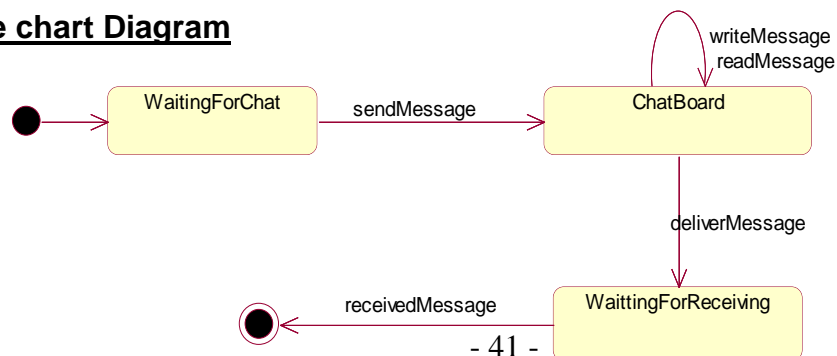 e chart Diagram
writeMessage
readMessage
WaitingForChat
sendMessage
ChatBoard
deliverMessage
receivedMessage
WaittingForReceiving
- 41 -